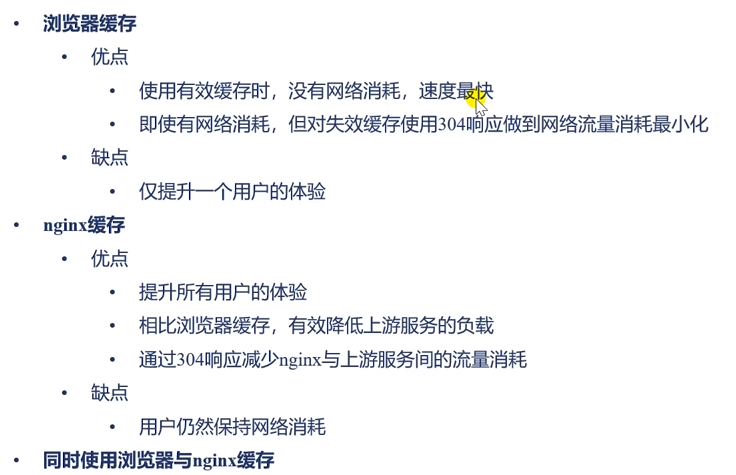 • 浏览器缓存
• 优点
• 使用有效缓存时，没有网络消耗，速度最快
• 即使有网络消耗，但对失效缓存使用304响应做到网络流量消耗最小化
• 缺点
• 仅提升一个用户的体验
• nginx缓存
• 优点
• 提升所有用户的体验
• 相比浏览器缓存，有效降低上游服务的负载
• 通过304响应减少nginx与上游服务间的流量消耗
• 缺点
• 用户仍然保持网络消耗
• 同时使用浏览器与nginx缓存